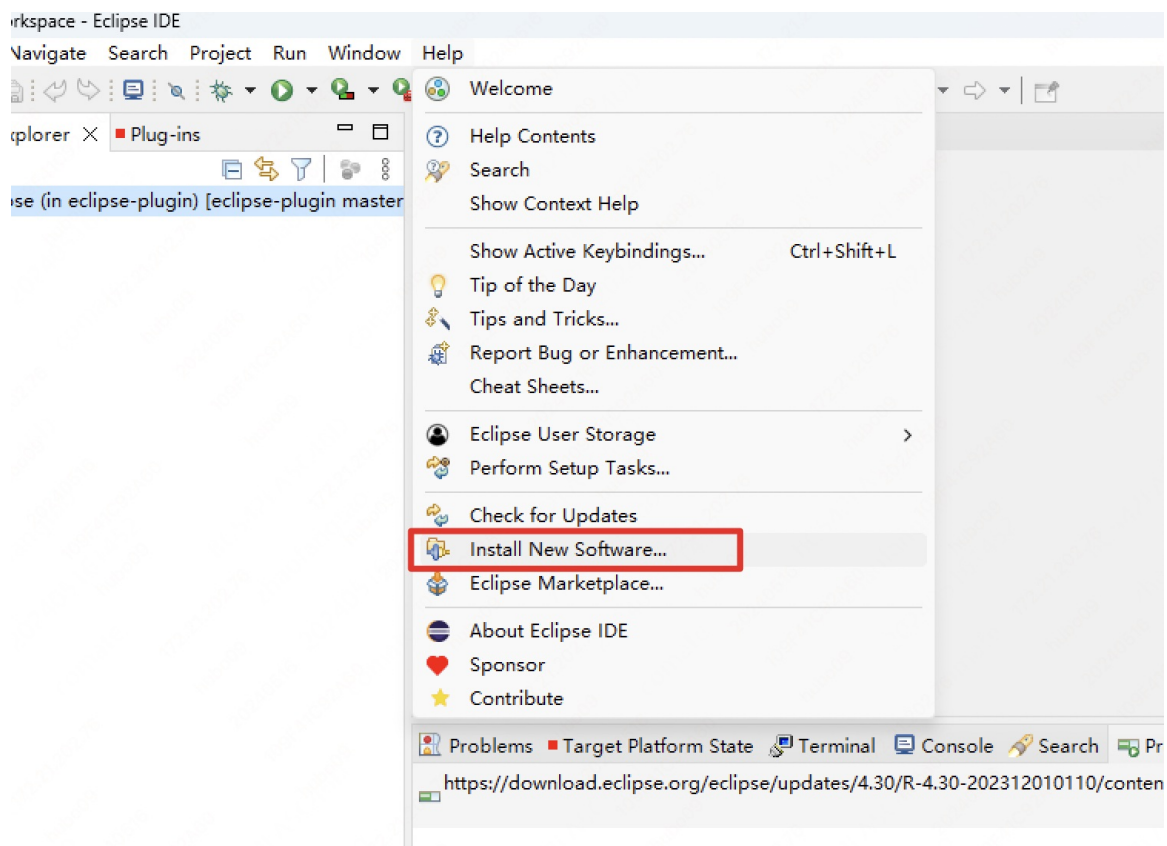 rkspace - Eclipse IDE
Navigate Search Project Run Window Help
xplorer Plug-ins
se (in eclipse-plugin) [eclipse-plugin master
Welcome
Help Contents
Search
Show Context Help
Show Active Keybindings... Ctrl+Shift+L
Tip of the Day
Tips and Tricks...
Report Bug or Enhancement...
Cheat Sheets...
Eclipse User Storage
Perform Setup Tasks...
Check for Updates
Install New Software...
Eclipse Marketplace...
About Eclipse IDE
Sponsor
Contribute
Problems Target Platform State Terminal Console Search Pr
https://download.eclipse.org/eclipse/updates/4.30/R-4.30-202312010110/conten